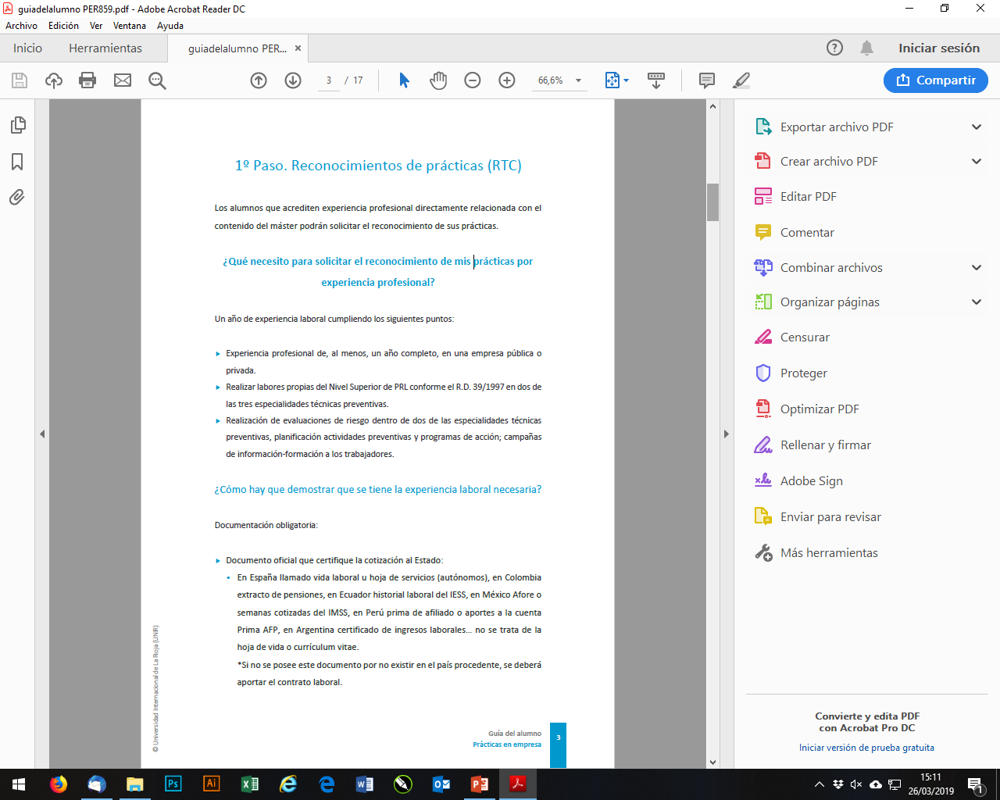 guiadelalumno PER859.pdf - Adobe Acrobat Reader DC
Archivo Edición Ver Ventana Ayuda
Inicio Herramientas guiadelalumno PER... × Iniciar sesión
3 / 17 66,6% Compartir
1º Paso. Reconocimientos de prácticas (RTC)
Los alumnos que acrediten experiencia profesional directamente relacionada con el
contenido del máster podrán solicitar el reconocimiento de sus prácticas.
¿Qué necesito para solicitar el reconocimiento de mis prácticas por
experiencia profesional?
Un año de experiencia laboral cumpliendo los siguientes puntos:
Experiencia profesional de, al menos, un año completo, en una empresa pública o
privada.
Realizar labores propias del Nivel Superior de PRL conforme el R.D. 39/1997 en dos de
las tres especialidades técnicas preventivas.
Realización de evaluaciones de riesgo dentro de dos de las especialidades técnicas
preventivas, planificación actividades preventivas y programas de acción; campañas
de información-formación a los trabajadores.
¿Cómo hay que demostrar que se tiene la experiencia laboral necesaria?
Documentación obligatoria:
Documento oficial que certifique la cotización al Estado:
• En España llamado vida laboral u hoja de servicios (autónomos), en Colombia
extracto de pensiones, en Ecuador historial laboral del IESS, en México Afore o
semanas cotizadas del IMSS, en Perú prima de afiliado o aportes a la cuenta
Prima AFP, en Argentina certificado de ingresos laborales... no se trata de la
hoja de vida o currículum vitae.
*Si no se posee este documento por no existir en el país procedente, se deberá
aportar el contrato laboral.
© Universidad Internacional de La Rioja (UNIR)
Guía del alumno
Prácticas en empresa
3
Exportar archivo PDF
Crear archivo PDF
Editar PDF
Comentar
Combinar archivos
Organizar páginas
Censurar
Proteger
Optimizar PDF
Rellenar y firmar
Adobe Sign
Enviar para revisar
Más herramientas
Convierte y edita PDF
con Acrobat Pro DC
Iniciar versión de prueba gratuita
Ps Ai
15:11
26/03/2019
1